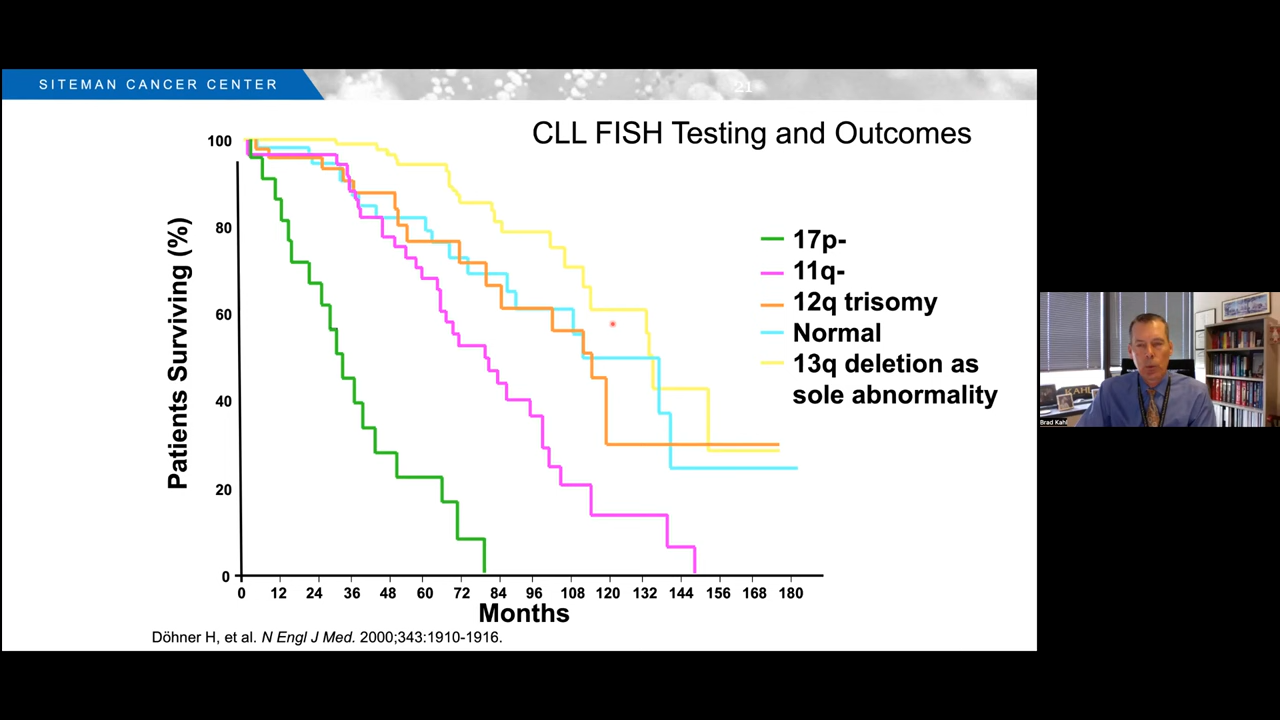 SITEMAN CANCER CENTER
21
CLL FISH Testing and Outcomes
100
80
60
40
20
0
Patients Surviving (%)
17p-
11q-
12q trisomy
Normal
13q deletion as
sole abnormality
KAHL
Brad Kahl
0 12 24 36 48 60 72 84 96 108 120 132 144 156 168 180
Months
Döhner H, et al. N Engl J Med. 2000;343:1910-1916.